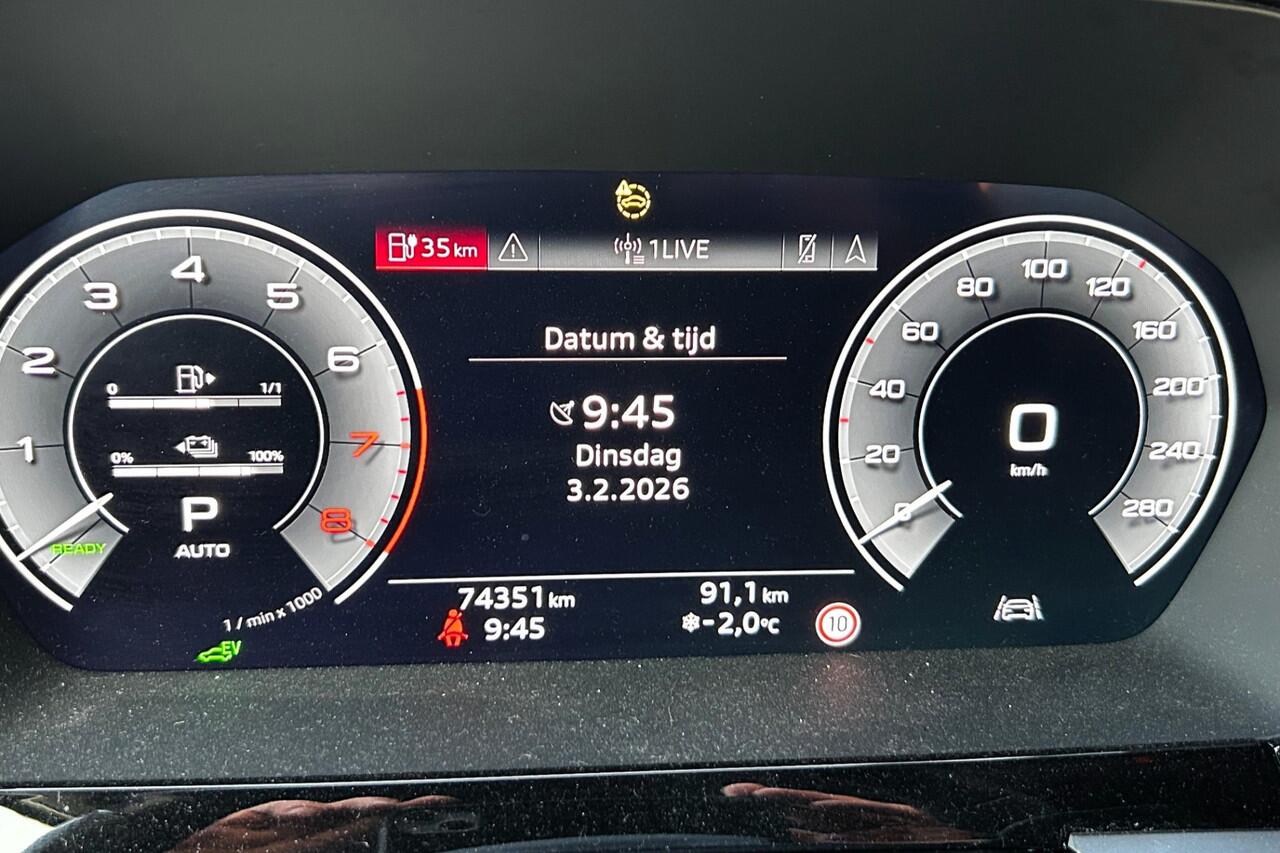 35 km
1LIVE
Datum & tijd
9:45
Dinsdag
3.2.2026
74351 km
91,1 km
9:45
-2,0°C
10
1
2
3
4
5
6
7
8
0
1/1
0%
100%
P
AUTO
READY
1 / min x 1000
EV
0
20
40
60
80
100
120
160
200
240
280
0
km/h